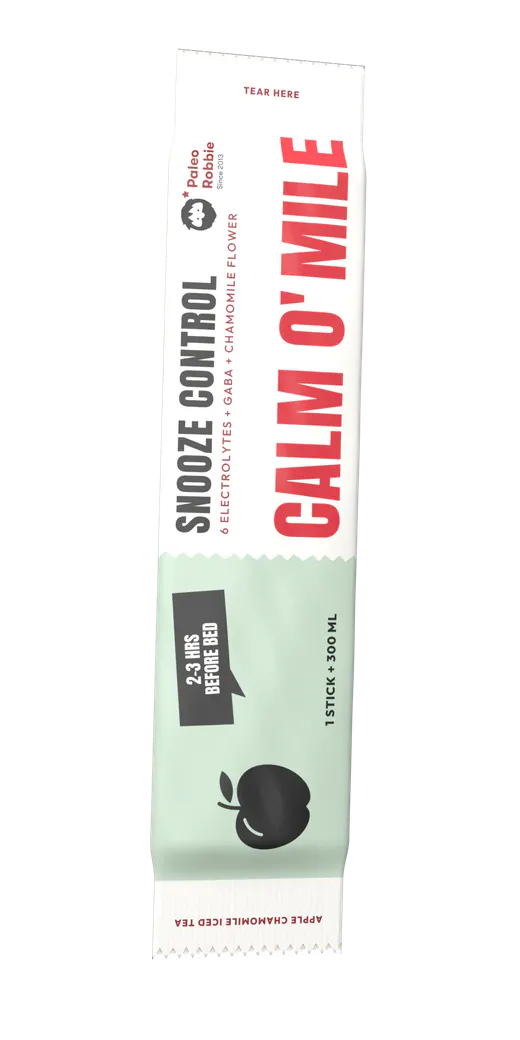 TEAR HERE
Paleo
Robbie
Since 2013
SNOOZE CONTROL
6 ELECTROLYTES + GABA + CHAMOMILE FLOWER
CALM O' MILE
2-3 HRS
BEFORE BED
1 STICK + 300 ML
APPLE CHAMOMILE ICED TEA